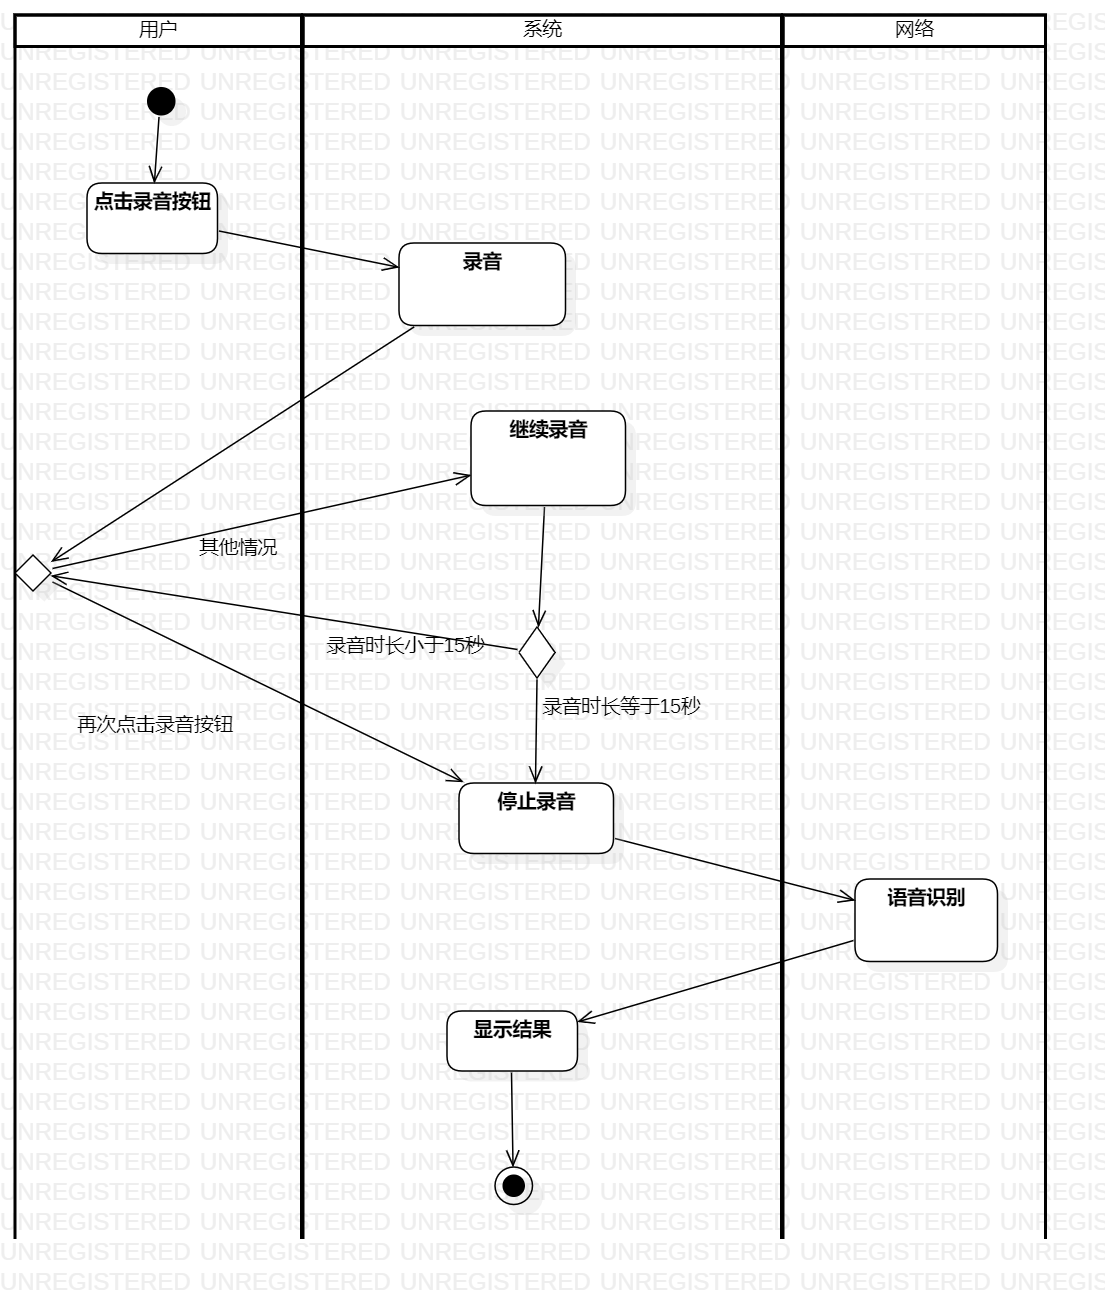 用户
系统
网络
点击录音按钮
录音
继续录音
其他情况
录音时长小于15秒
录音时长等于15秒
再次点击录音按钮
停止录音
语音识别
显示结果
UNREGISTERED